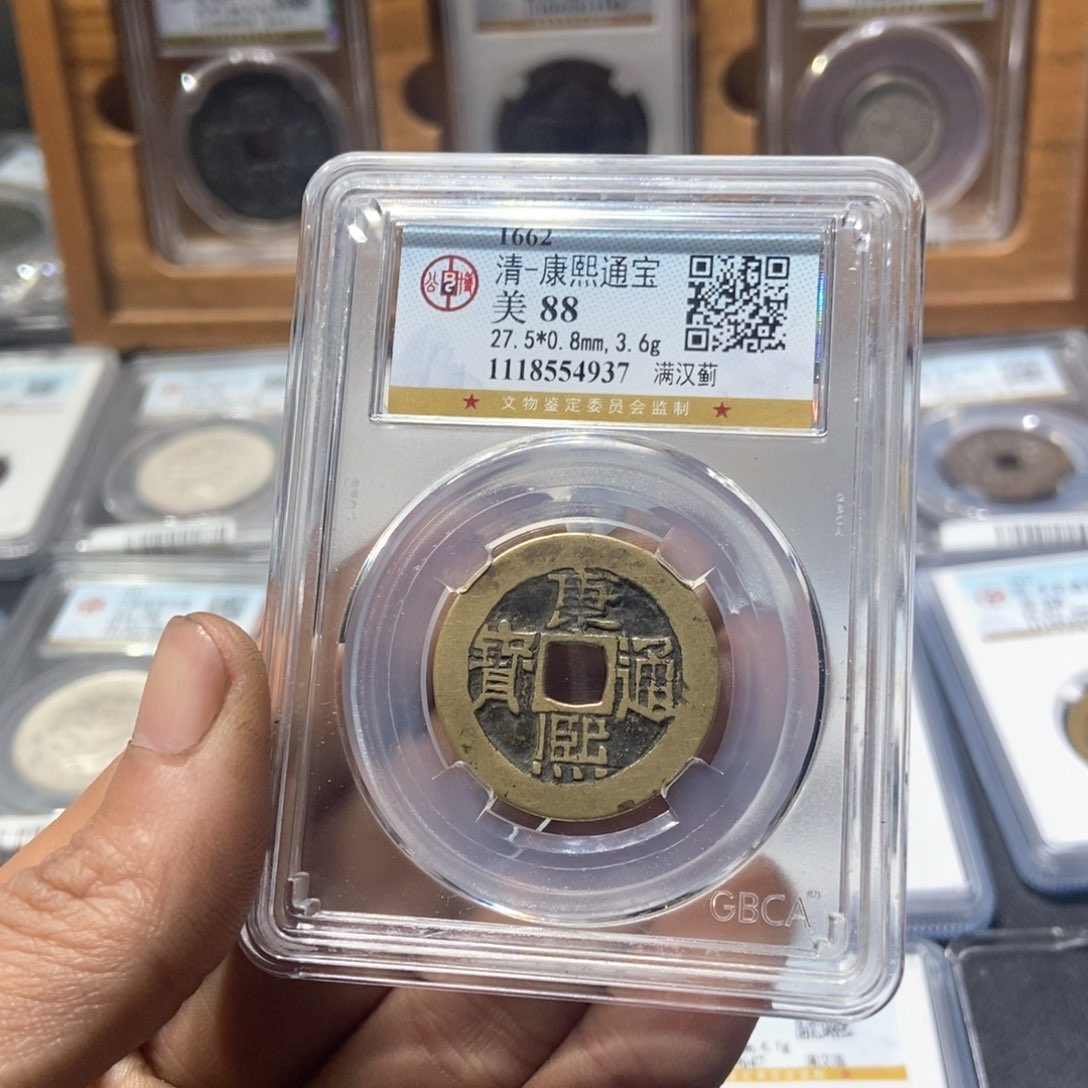 1662
清-康熙通宝
美 88
27.5*0.8mm, 3.6g
1118554937 满汉蓟
★ 文物鉴定委员会监制 ★
康熙通寳
GBCA